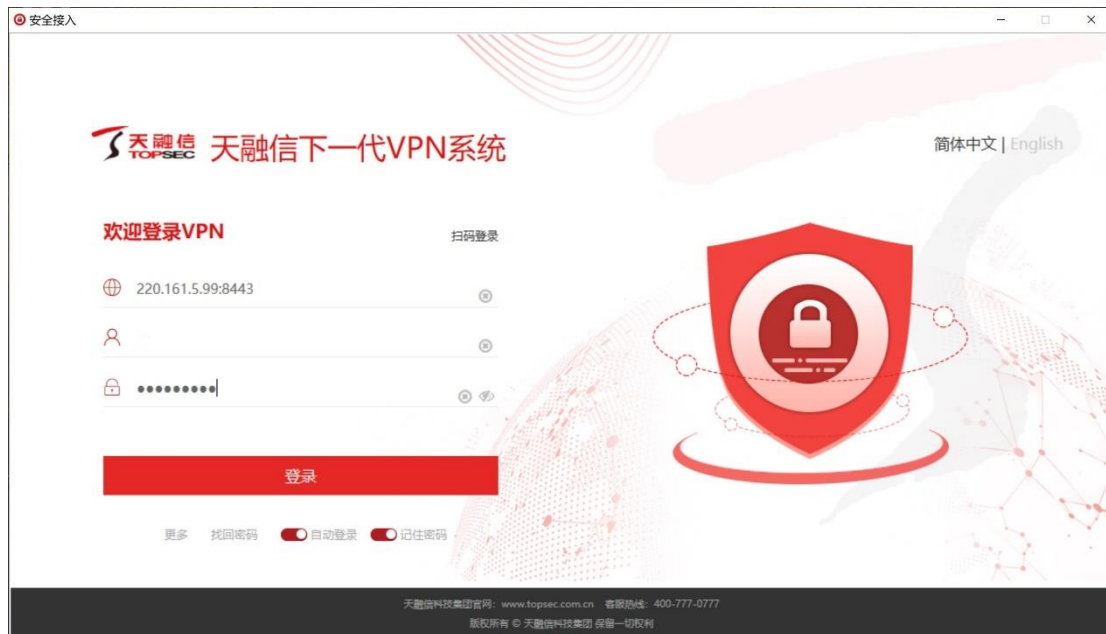 安全接入
天融信
TOPSEC
天融信下一代VPN系统
简体中文 | English
欢迎登录VPN
扫码登录
220.161.5.99:8443
●●●●●●●●●
登录
更多 找回密码 自动登录 记住密码
天融信科技集团官网：www.topsec.com.cn 客服热线：400-777-0777
版权所有 © 天融信科技集团 保留一切权利